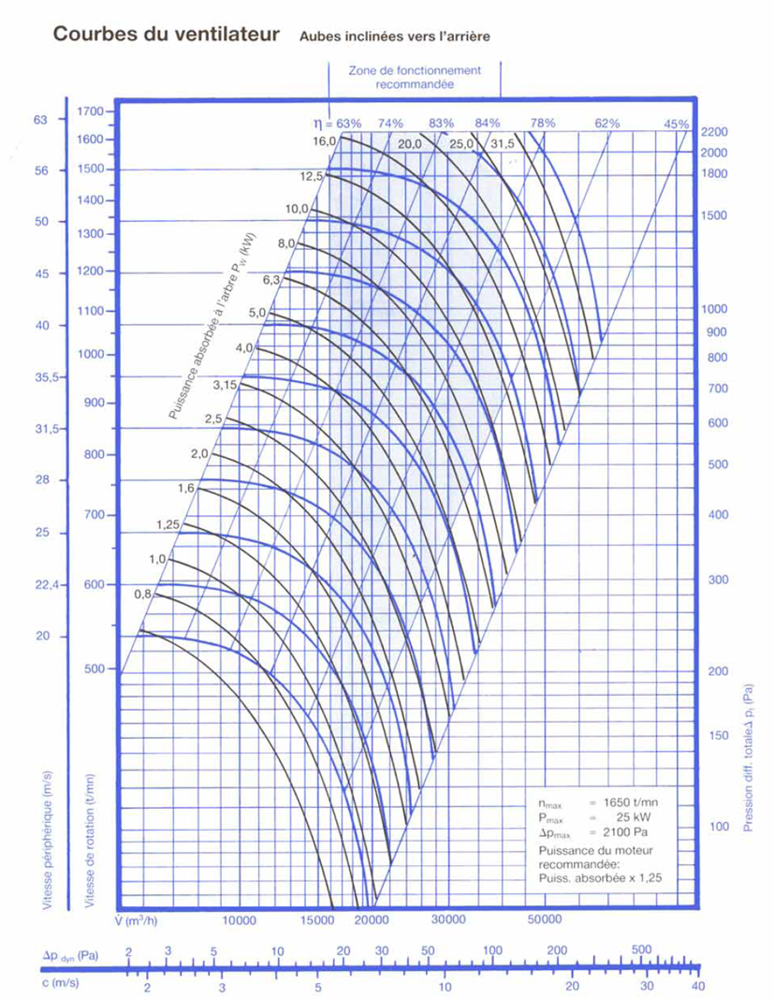 Courbes du ventilateur Aubes inclinées vers l'arrière
Zone de fonctionnement
recommandée
η = 63% 74% 83% 84% 78% 62% 45%
63
56
50
45
40
35,5
31,5
28
25
22,4
20
Vitesse périphérique (m/s)
1700
1600
1500
1400
1300
1200
1100
1000
900
800
700
600
500
Vitesse de rotation (t/mn)
Puissance absorbée à l'arbre Pw (kW)
16,0 20,0 25,0 31,5
12,5
10,0
8,0
6,3
5,0
4,0
3,15
2,5
2,0
1,6
1,25
1,0
0,8
2200
2000
1800
1500
1000
900
800
700
600
500
400
300
200
150
100
Pression diff. totale Δ pt (Pa)
nmax = 1650 t/mn
Pmax = 25 kW
Δpmax = 2100 Pa
Puissance du moteur
recommandée:
Puiss. absorbée x 1,25
V̇ (m³/h) 10000 15000 20000 30000 50000
Δp dyn (Pa) 2 3 5 10 20 30 50 100 200 500
c (m/s) 2 3 5 10 20 30 40